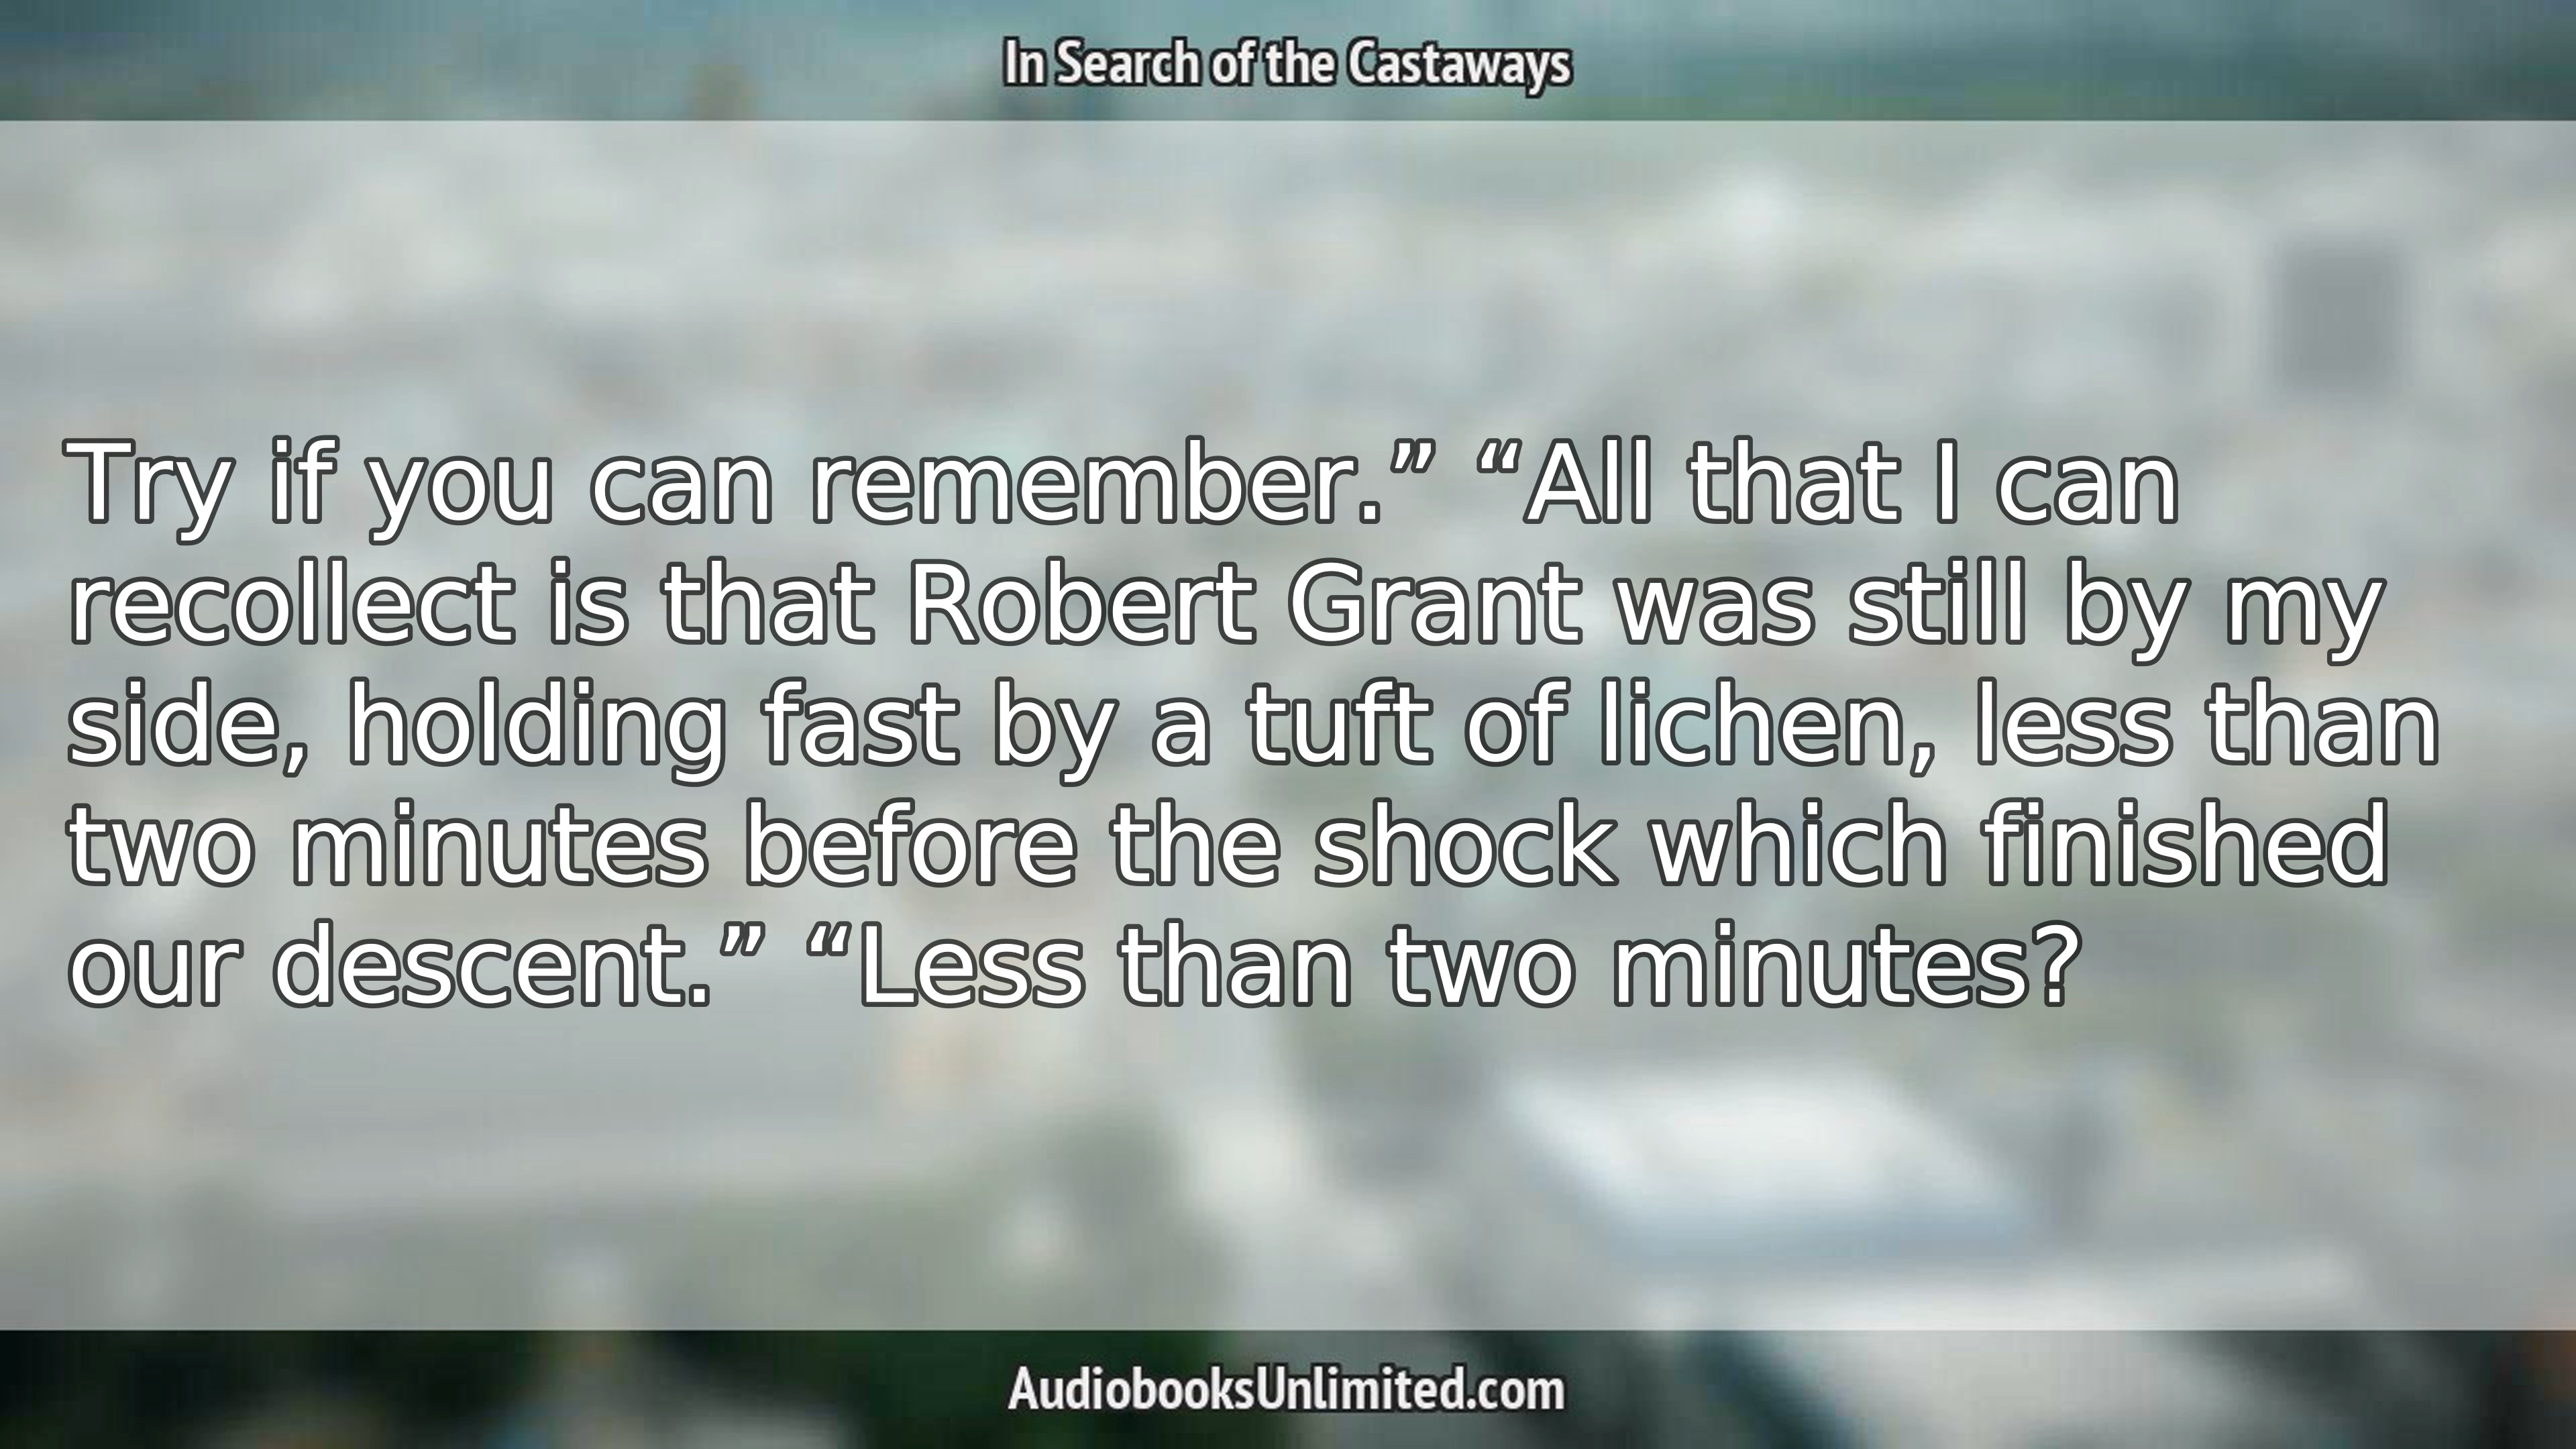 In Search of the Castaways
Try if you can remember.” “All that I can
recollect is that Robert Grant was still by my
side, holding fast by a tuft of lichen, less than
two minutes before the shock which finished
our descent.” “Less than two minutes?
AudiobooksUnlimited.com